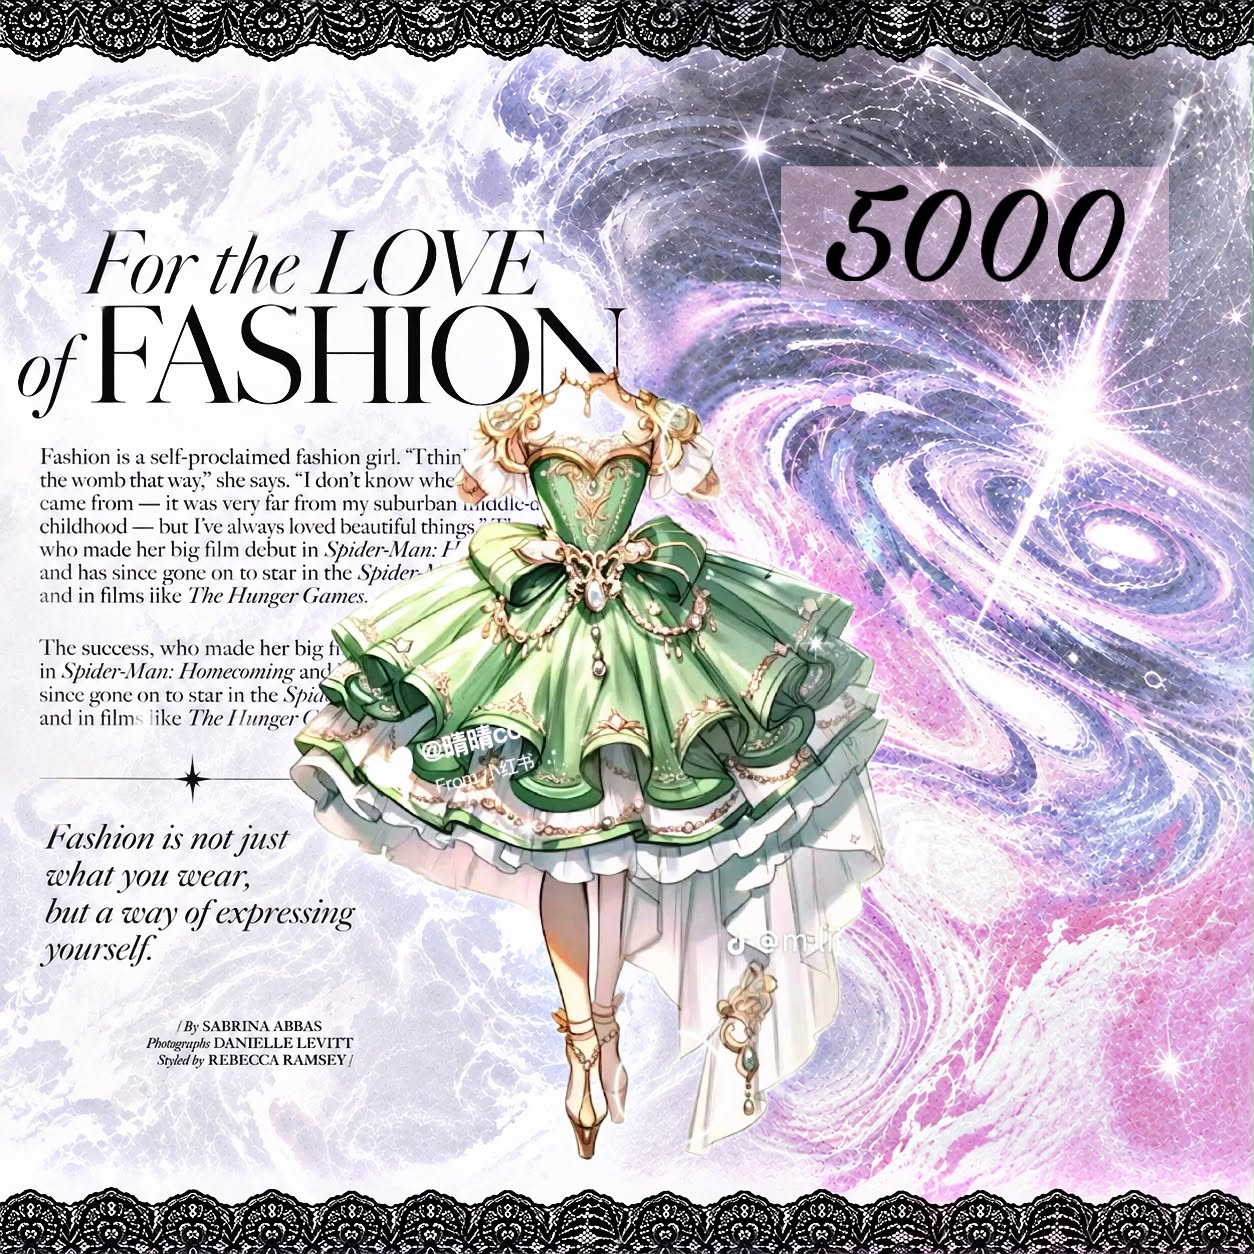 5000
For the LOVE
of FASHION
Fashion is a self-proclaimed fashion girl. “Tthin
the womb that way,” she says. “I don’t know whe
came from — it was very far from my suburban middle-
childhood — but I’ve always loved beautiful things.”
who made her big film debut in Spider-Man:
and has since gone on to star in the Spider-
and in films iike The Hunger Games.
The success, who made her big
in Spider-Man: Homecoming and
since gone on to star in the
and in films like The Hunger
Fashion is not just
what you wear,
but a way of expressing
yourself.
/ By SABRINA ABBAS
Photographs DANIELLE LEVITT
Styled by REBECCA RAMSEY /
@晴晴cc
From 小红书